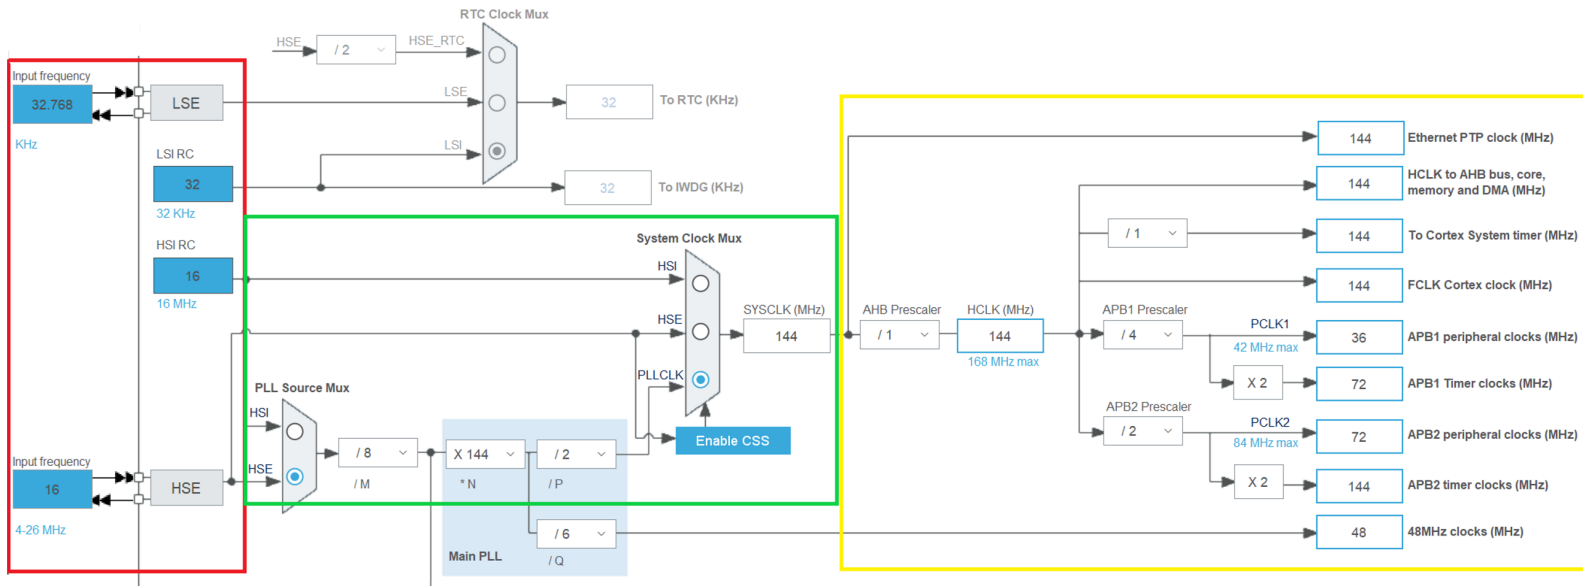 RTC Clock Mux
HSE
/ 2
HSE_RTC
Input frequency
32.768
KHz
LSE
LSE
32
To RTC (KHz)
LSI RC
32
32 KHz
LSI
32
To IWDG (KHz)
HSI RC
16
16 MHz
System Clock Mux
HSI
HSE
PLLCLK
SYSCLK (MHz)
144
Enable CSS
PLL Source Mux
HSI
HSE
Input frequency
16
4-26 MHz
HSE
/ 8
/ M
X 144
* N
/ 2
/ P
/ 6
/ Q
Main PLL
AHB Prescaler
/ 1
HCLK (MHz)
144
168 MHz max
144
Ethernet PTP clock (MHz)
144
HCLK to AHB bus, core,
memory and DMA (MHz)
/ 1
144
To Cortex System timer (MHz)
144
FCLK Cortex clock (MHz)
APB1 Prescaler
/ 4
PCLK1
42 MHz max
36
APB1 peripheral clocks (MHz)
X 2
72
APB1 Timer clocks (MHz)
APB2 Prescaler
/ 2
PCLK2
84 MHz max
72
APB2 peripheral clocks (MHz)
X 2
144
APB2 timer clocks (MHz)
48
48MHz clocks (MHz)